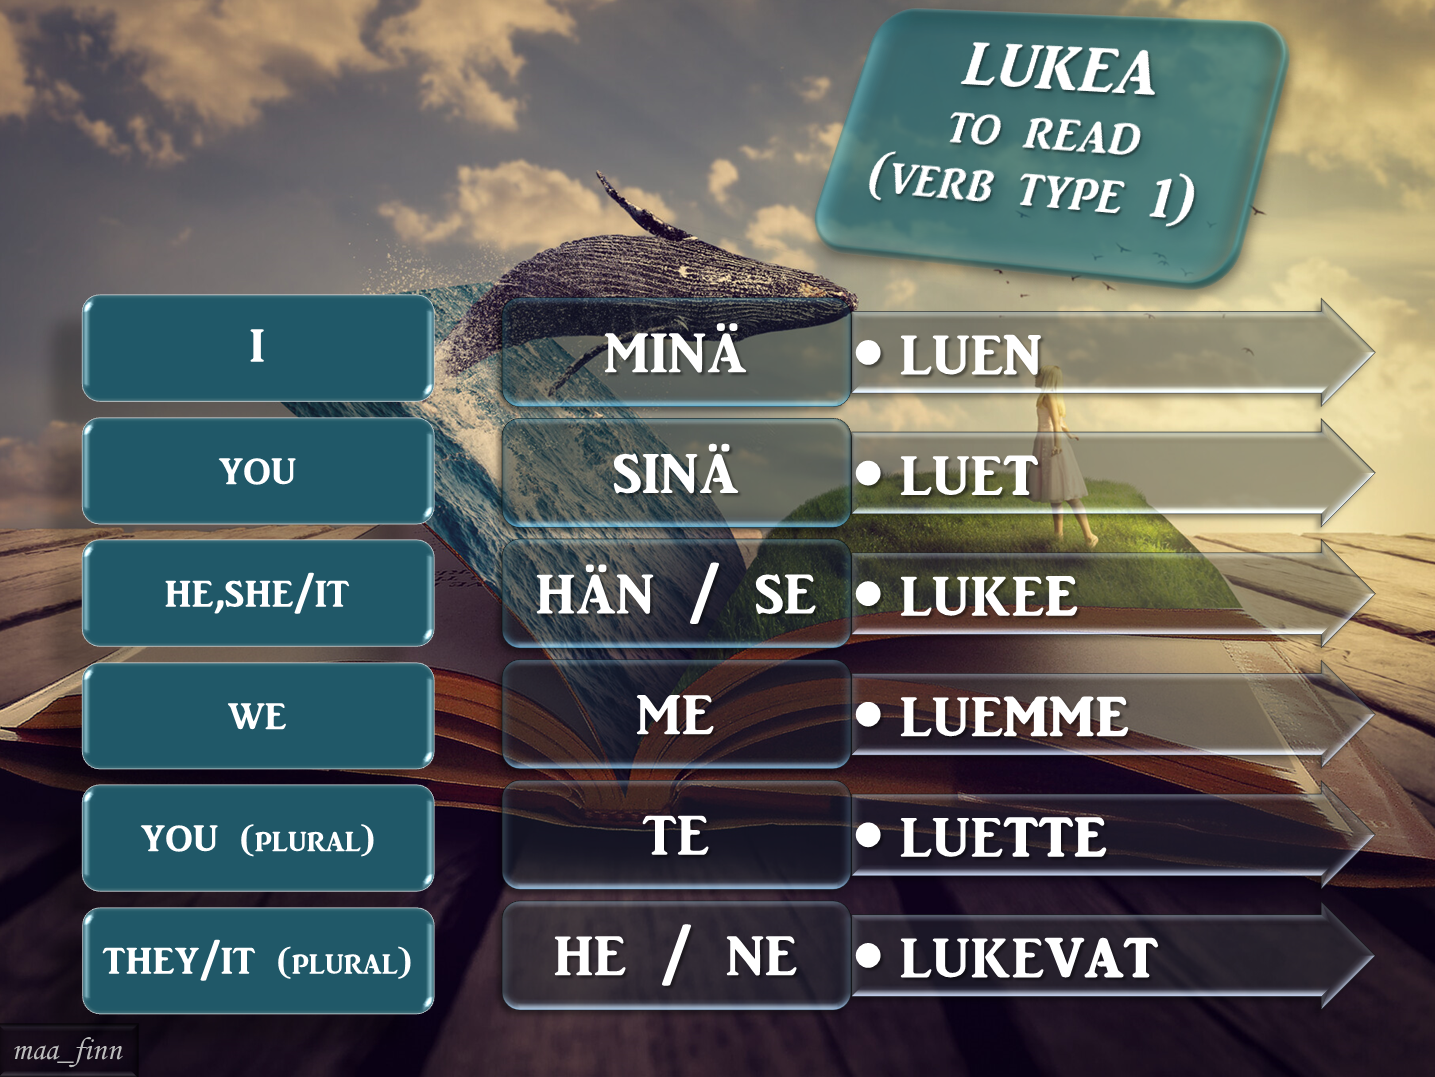 LUKEA
TO READ
(VERB TYPE 1)
I MINÄ • LUEN
YOU SINÄ • LUET
HE,SHE/IT HÄN / SE • LUKEE
WE ME • LUEMME
YOU (PLURAL) TE • LUETTE
THEY/IT (PLURAL) HE / NE • LUKEVAT
maa_finn